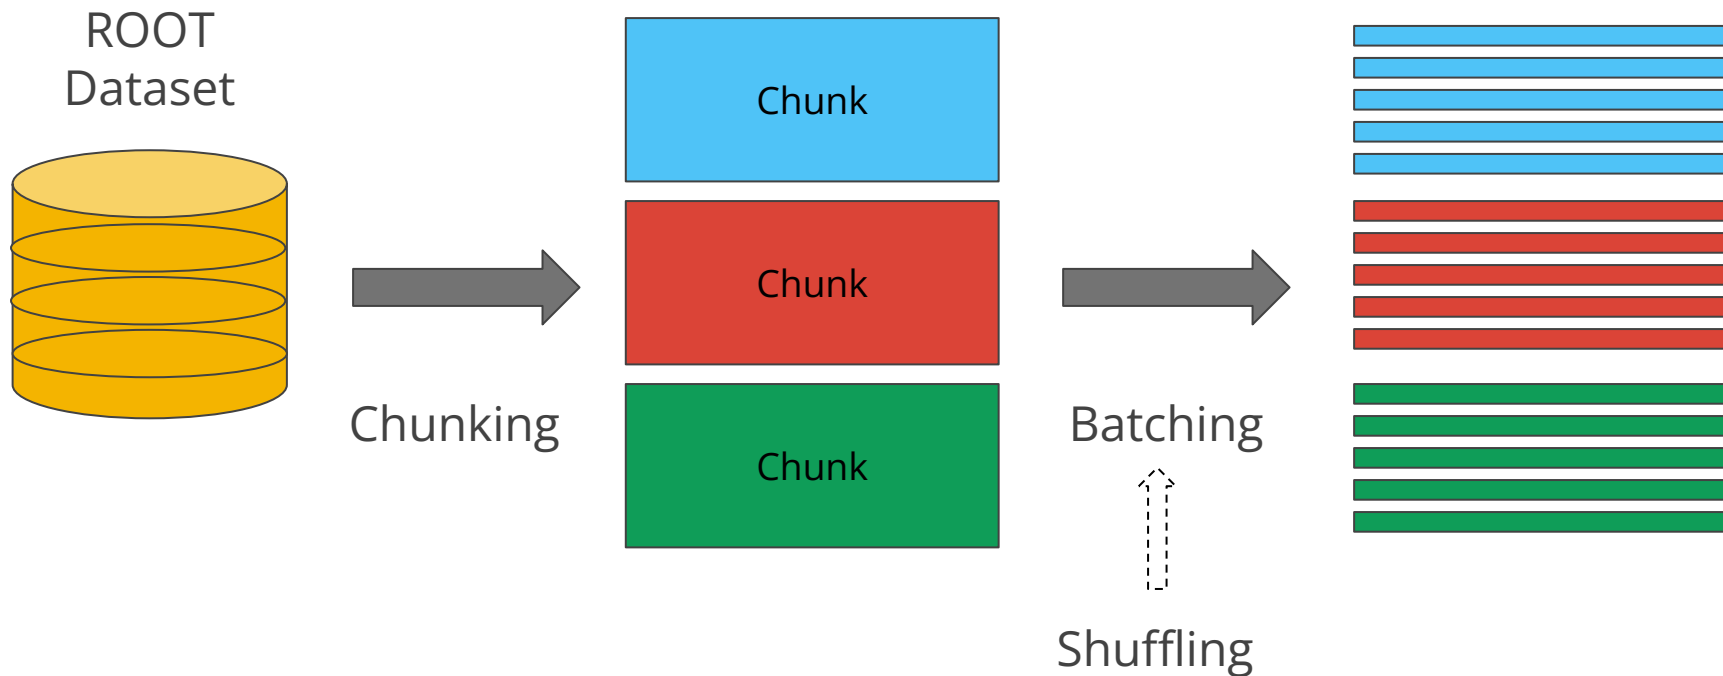 ROOT
Dataset
Chunk
Chunk
Chunk
Chunking
Batching
Shuffling